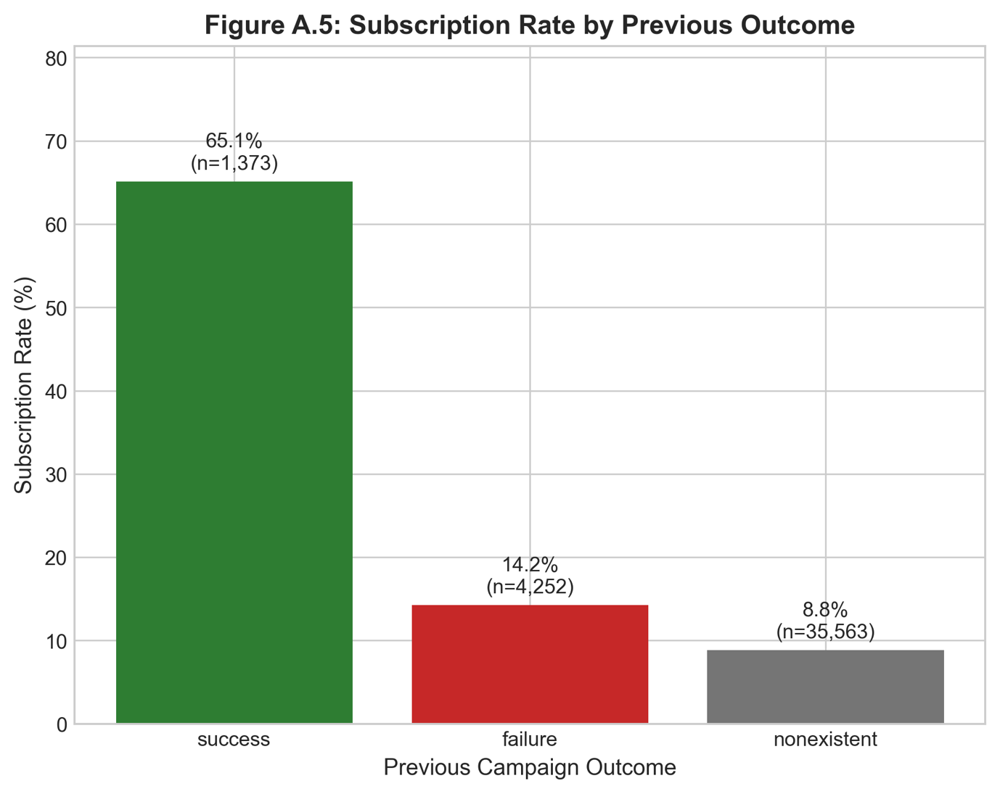 Figure A.5: Subscription Rate by Previous Outcome
80
70
60
50
40
30
20
10
0
Subscription Rate (%)
65.1%
(n=1,373)
14.2%
(n=4,252)
8.8%
(n=35,563)
success
failure
nonexistent
Previous Campaign Outcome